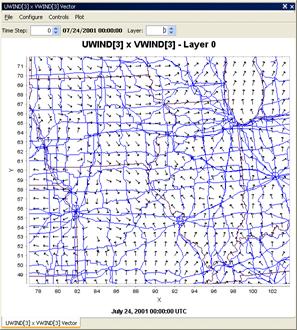 UWIND[3] x VWIND[3] Vector
File Configure Controls Plot
Time Step: 0 07/24/2001 00:00:00 Layer: 0
UWIND[3] x VWIND[3] - Layer 0
71
70
69
68
67
66
65
64
63
62
61
60
59
58
57
56
55
54
53
52
51
50
49
Y
78 80 82 84 86 88 90 92 94 96 98 100 102
X
July 24, 2001 00:00:00 UTC
UWIND[3] x VWIND[3] Vector